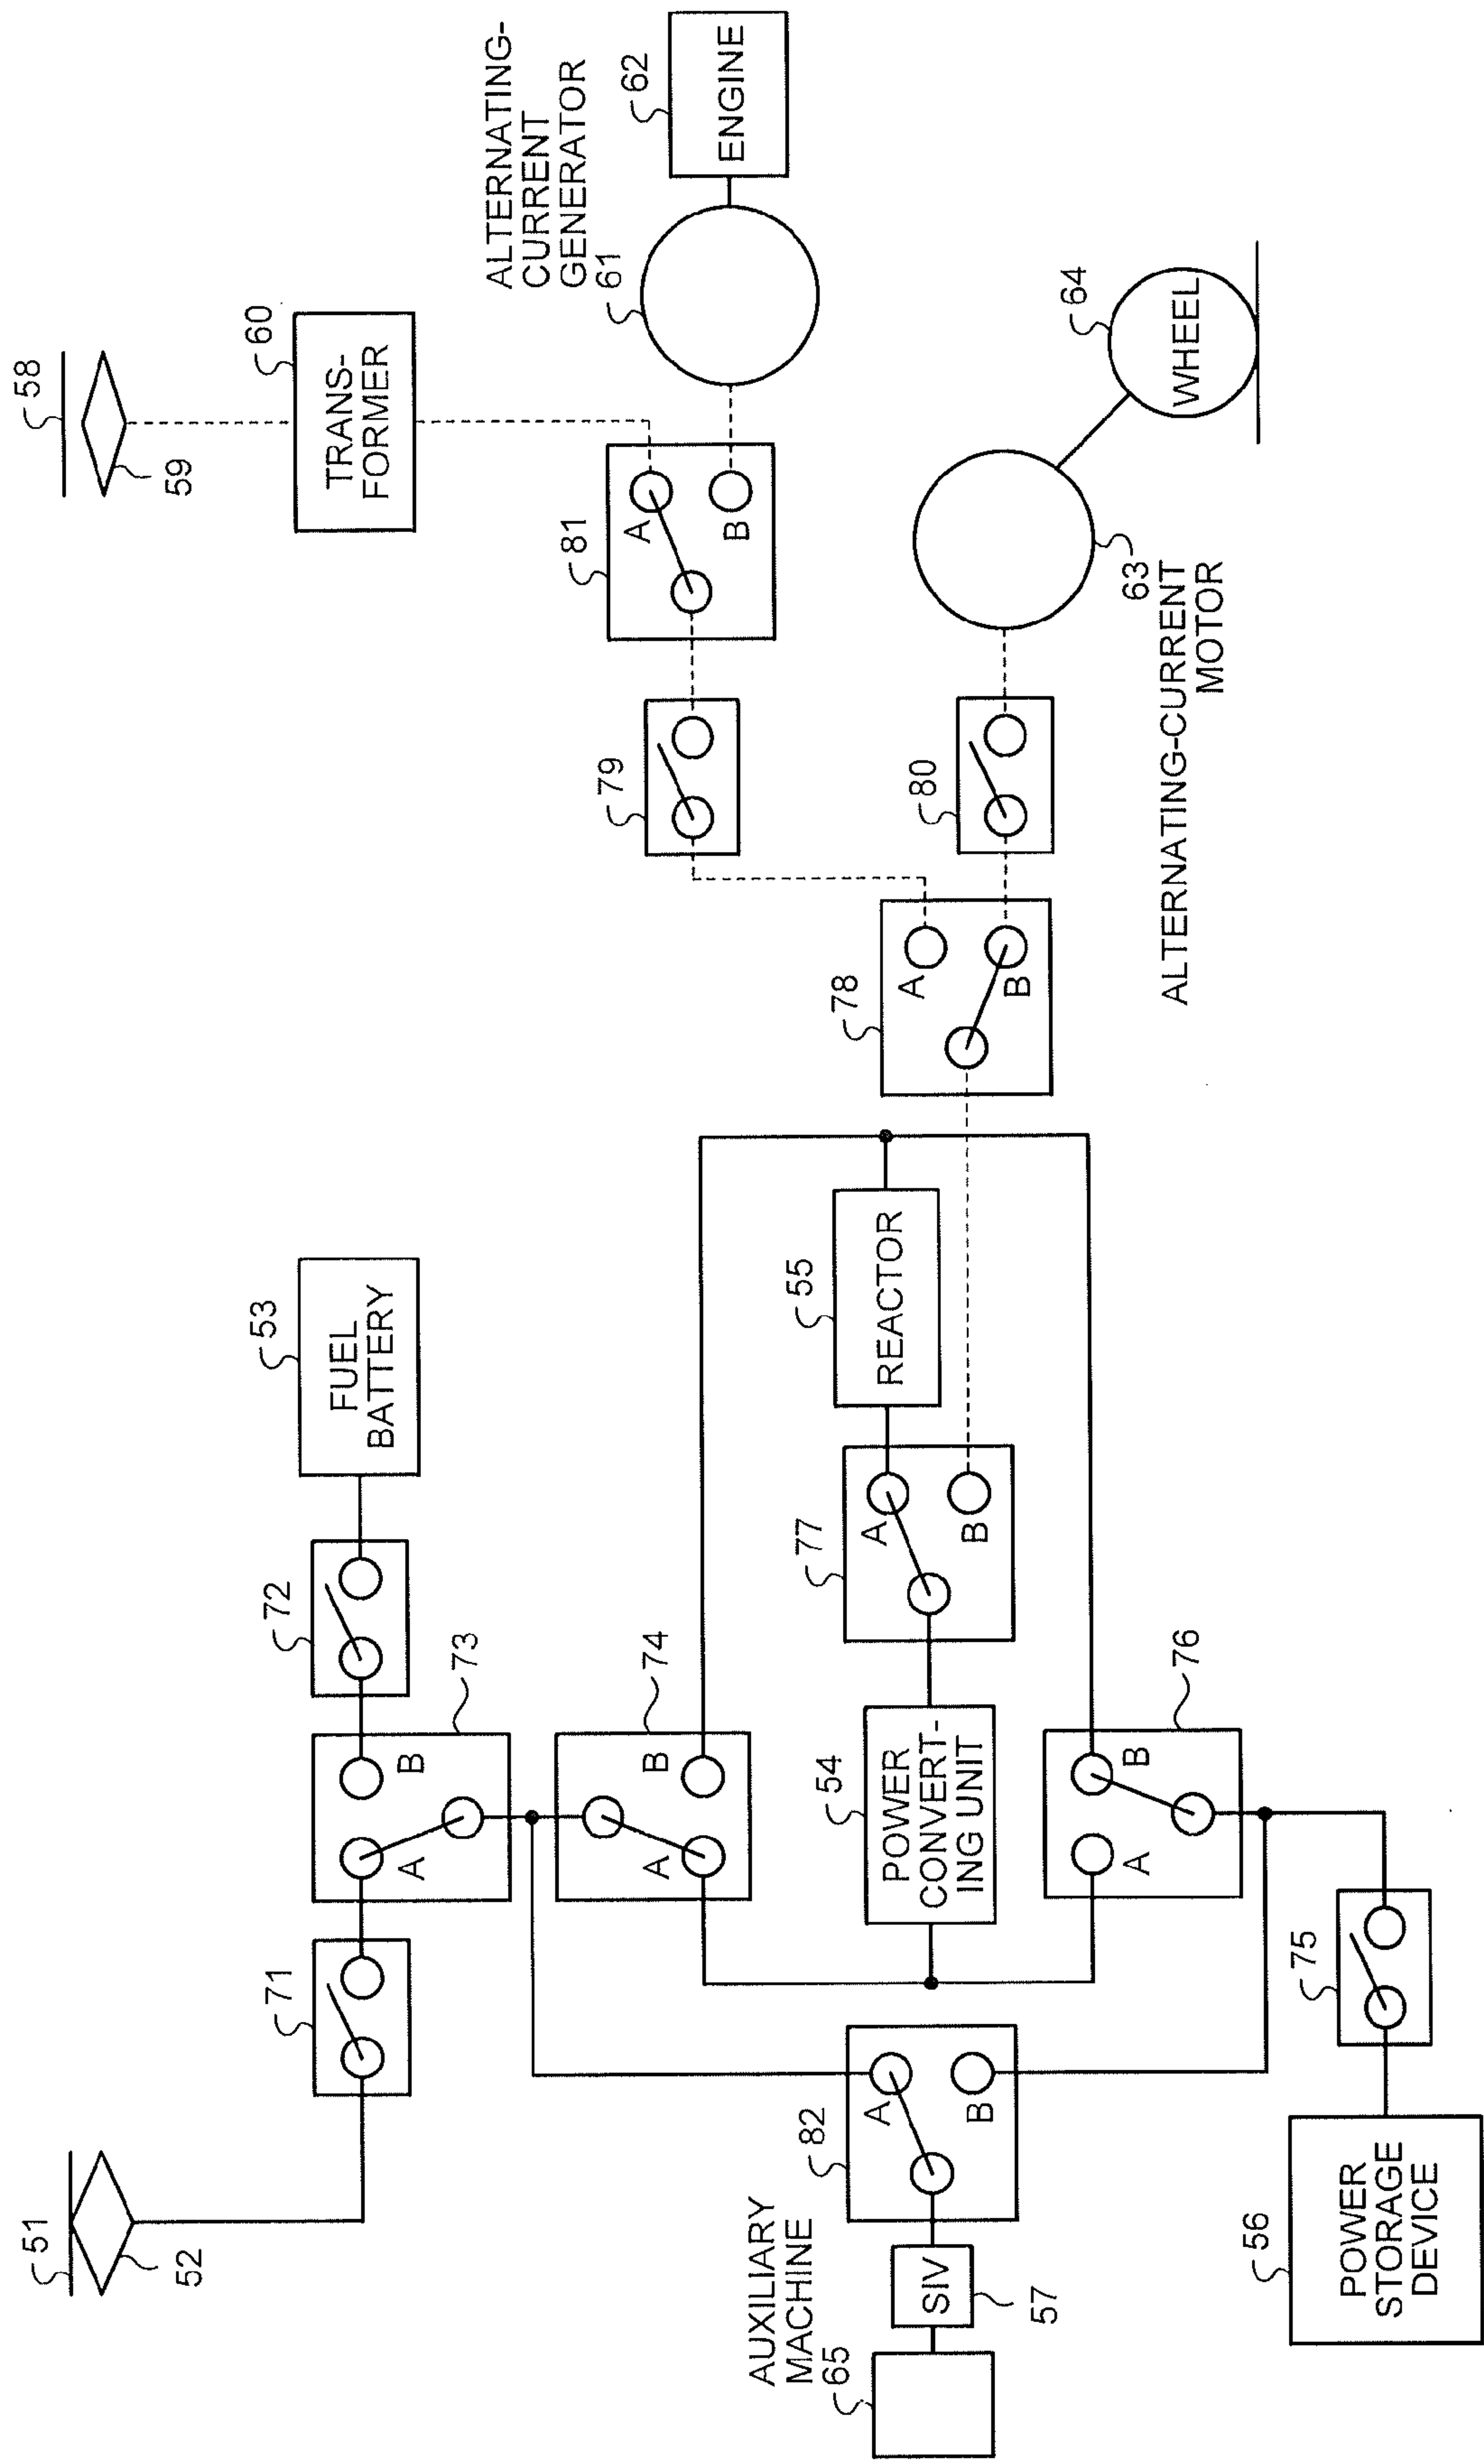 51
52
71
72
53
FUEL
BATTERY
73
74
A
B
A
B
58
59
60
TRANS-
FORMER
ALTERNATING-
CURRENT
GENERATOR
61
62
ENGINE
81
A
B
79
80
78
A
B
63
ALTERNATING-CURRENT
MOTOR
64
WHEEL
AUXILIARY
MACHINE
65
SIV
57
82
A
B
54
POWER
CONVERT-
ING UNIT
77
A
B
55
REACTOR
76
A
B
75
56
POWER
STORAGE
DEVICE